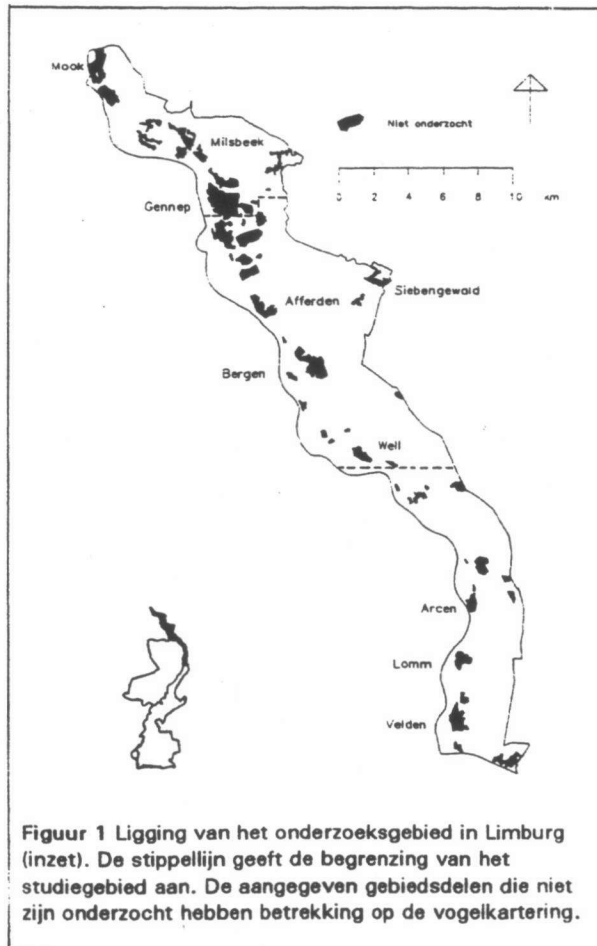 Mook
Niet onderzocht
Milsbeek
0 2 4 6 8 10 km
Gennep
Siebengewald
Afferden
Bergen
Well
Arcen
Lomm
Velden
Figuur 1 Ligging van het onderzoeksgebied in Limburg
(inzet). De stippellijn geeft de begrenzing van het
studiegebied aan. De aangegeven gebiedsdelen die niet
zijn onderzocht hebben betrekking op de vogelkartering.